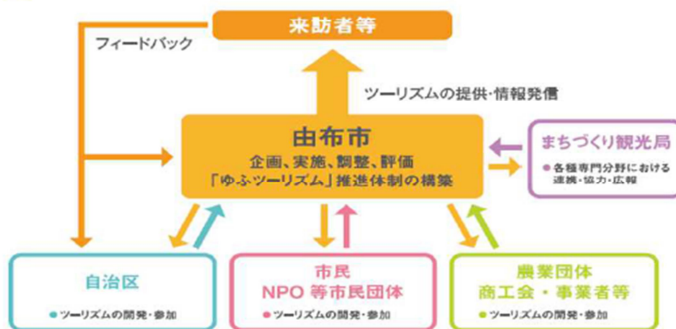 来訪者等
フィードバック
ツーリズムの提供・情報発信
由布市
企画、実施、調整、評価
「ゆふツーリズム」推進体制の構築
まちづくり観光局
●各種専門分野における
連携・協力・広報
自治区
●ツーリズムの開発・参加
市民
NPO 等市民団体
●ツーリズムの開発・参加
農業団体
商工会・事業者等
●ツーリズムの開発・参加